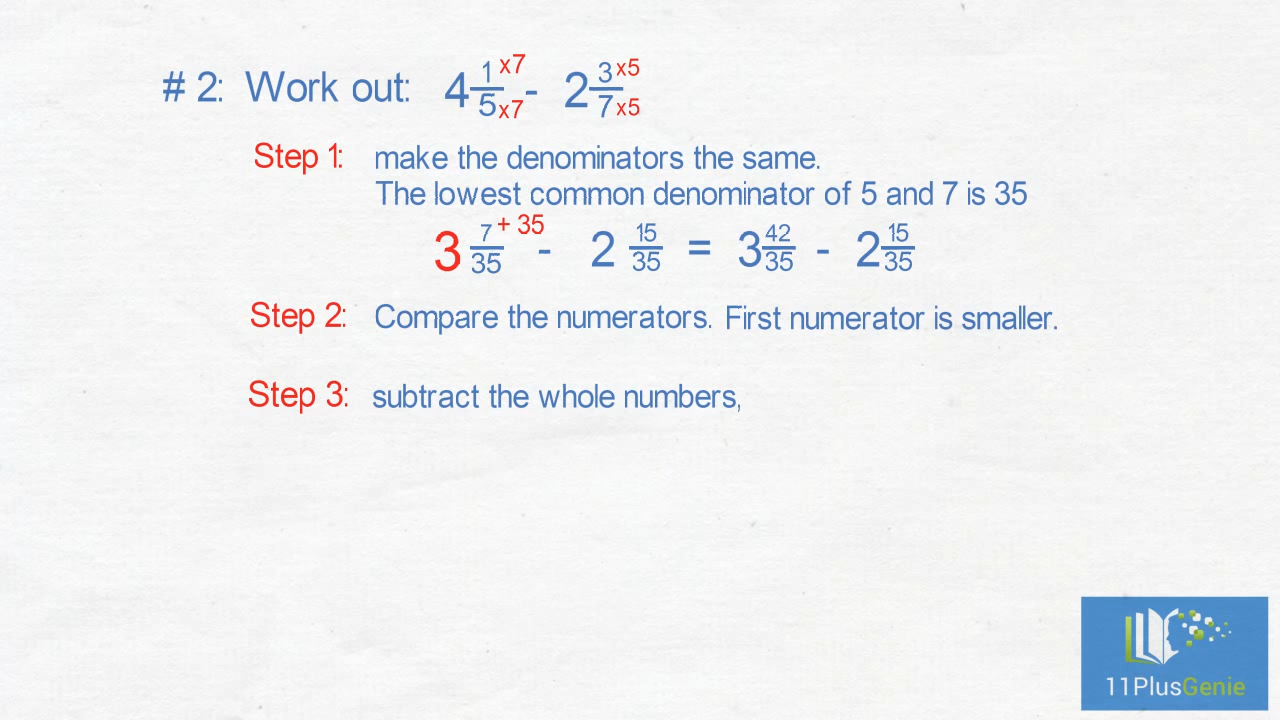 # 2: Work out: 4 1/5 x7 x7 - 2 3/7 x5 x5
Step 1: make the denominators the same.
The lowest common denominator of 5 and 7 is 35
3 7/35 + 35 - 2 15/35 = 3 42/35 - 2 15/35
Step 2: Compare the numerators. First numerator is smaller.
Step 3: subtract the whole numbers,
11PlusGenie